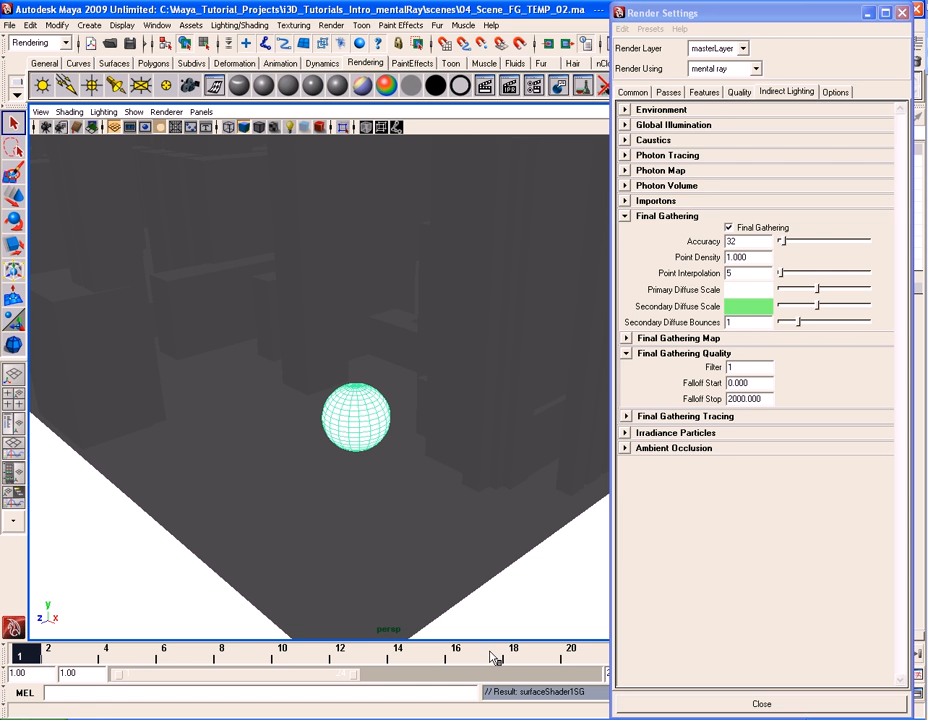 Autodesk Maya 2009 Unlimited: C:\Maya_Tutorial_Projects\i3D_Tutorials_Intro_mentalRay\scenes\04_Scene_FG_TEMP_02.ma ---
File Edit Modify Create Display Window Assets Lighting/Shading Texturing Render Toon Paint Effects Fur Muscle Help
Rendering
General Curves Surfaces Polygons Subdivs Deformation Animation Dynamics Rendering PaintEffects Toon Muscle Fluids Fur Hair nC
IPR
View Shading Lighting Show Renderer Panels
y
z x
persp
1 2 4 6 8 10 12 14 16 18 20
1.00 1.00 24
MEL // Result: surfaceShader1SG
Render Settings
Edit Presets Help
Render Layer masterLayer
Render Using mental ray
Common Passes Features Quality Indirect Lighting Options
Environment
Global Illumination
Caustics
Photon Tracing
Photon Map
Photon Volume
Importons
Final Gathering
Final Gathering
Accuracy 32
Point Density 1.000
Point Interpolation 5
Primary Diffuse Scale
Secondary Diffuse Scale
Secondary Diffuse Bounces 1
Final Gathering Map
Final Gathering Quality
Filter 1
Falloff Start 0.000
Falloff Stop 2000.000
Final Gathering Tracing
Irradiance Particles
Ambient Occlusion
Close